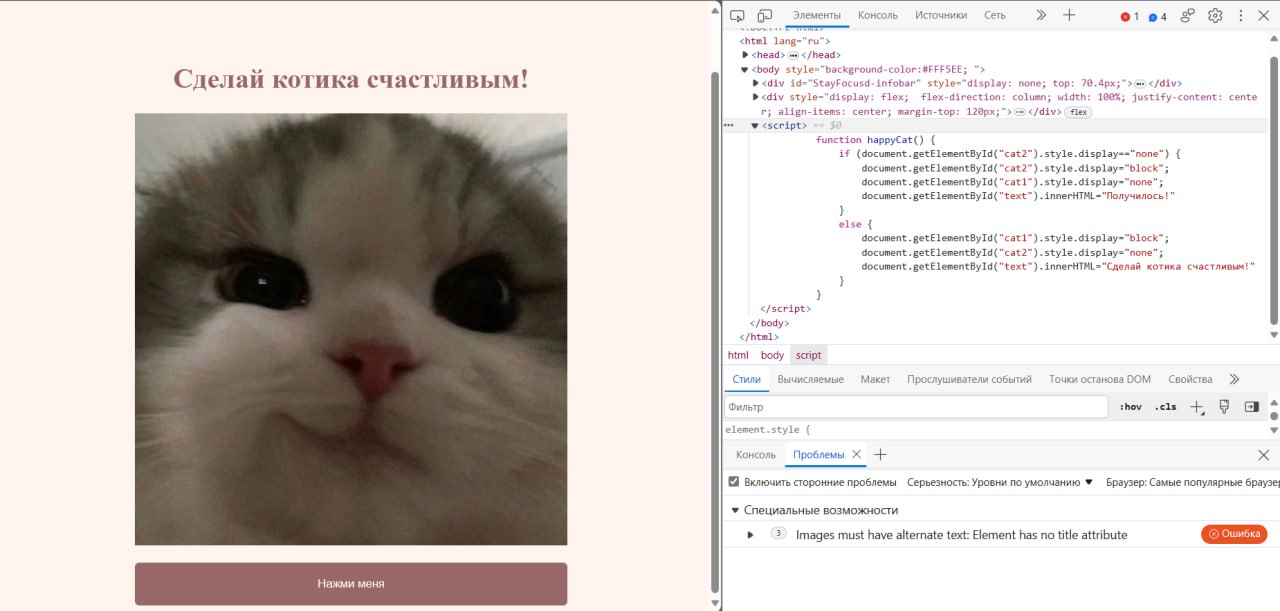 Сделай котика счастливым!
Нажми меня
Элементы Консоль Источники Сеть 1 4
<html lang="ru">
<head> </head>
<body style="background-color:#FFF5EE; ">
<div id="StayFocusd-infobar" style="display: none; top: 70.4px;"> </div>
<div style="display: flex;  flex-direction: column; width: 100%; justify-content: cente
r; align-items: center; margin-top: 120px;"> </div> flex
<script> == $0
function happyCat() {
if (document.getElementById("cat2").style.display=="none") {
document.getElementById("cat2").style.display="block";
document.getElementById("cat1").style.display="none";
document.getElementById("text").innerHTML="Получилось!"
}
else {
document.getElementById("cat1").style.display="block";
document.getElementById("cat2").style.display="none";
document.getElementById("text").innerHTML="Сделай котика счастливым!"
}
}
</script>
</body>
</html>
html body script
Стили Вычисляемые Макет Прослушиватели событий Точки останова DOM Свойства
Фильтр :hov .cls
element.style {
Консоль Проблемы
Включить сторонние проблемы Серьезность: Уровни по умолчанию Браузер: Самые популярные браузер
Специальные возможности
3 Images must have alternate text: Element has no title attribute Ошибка